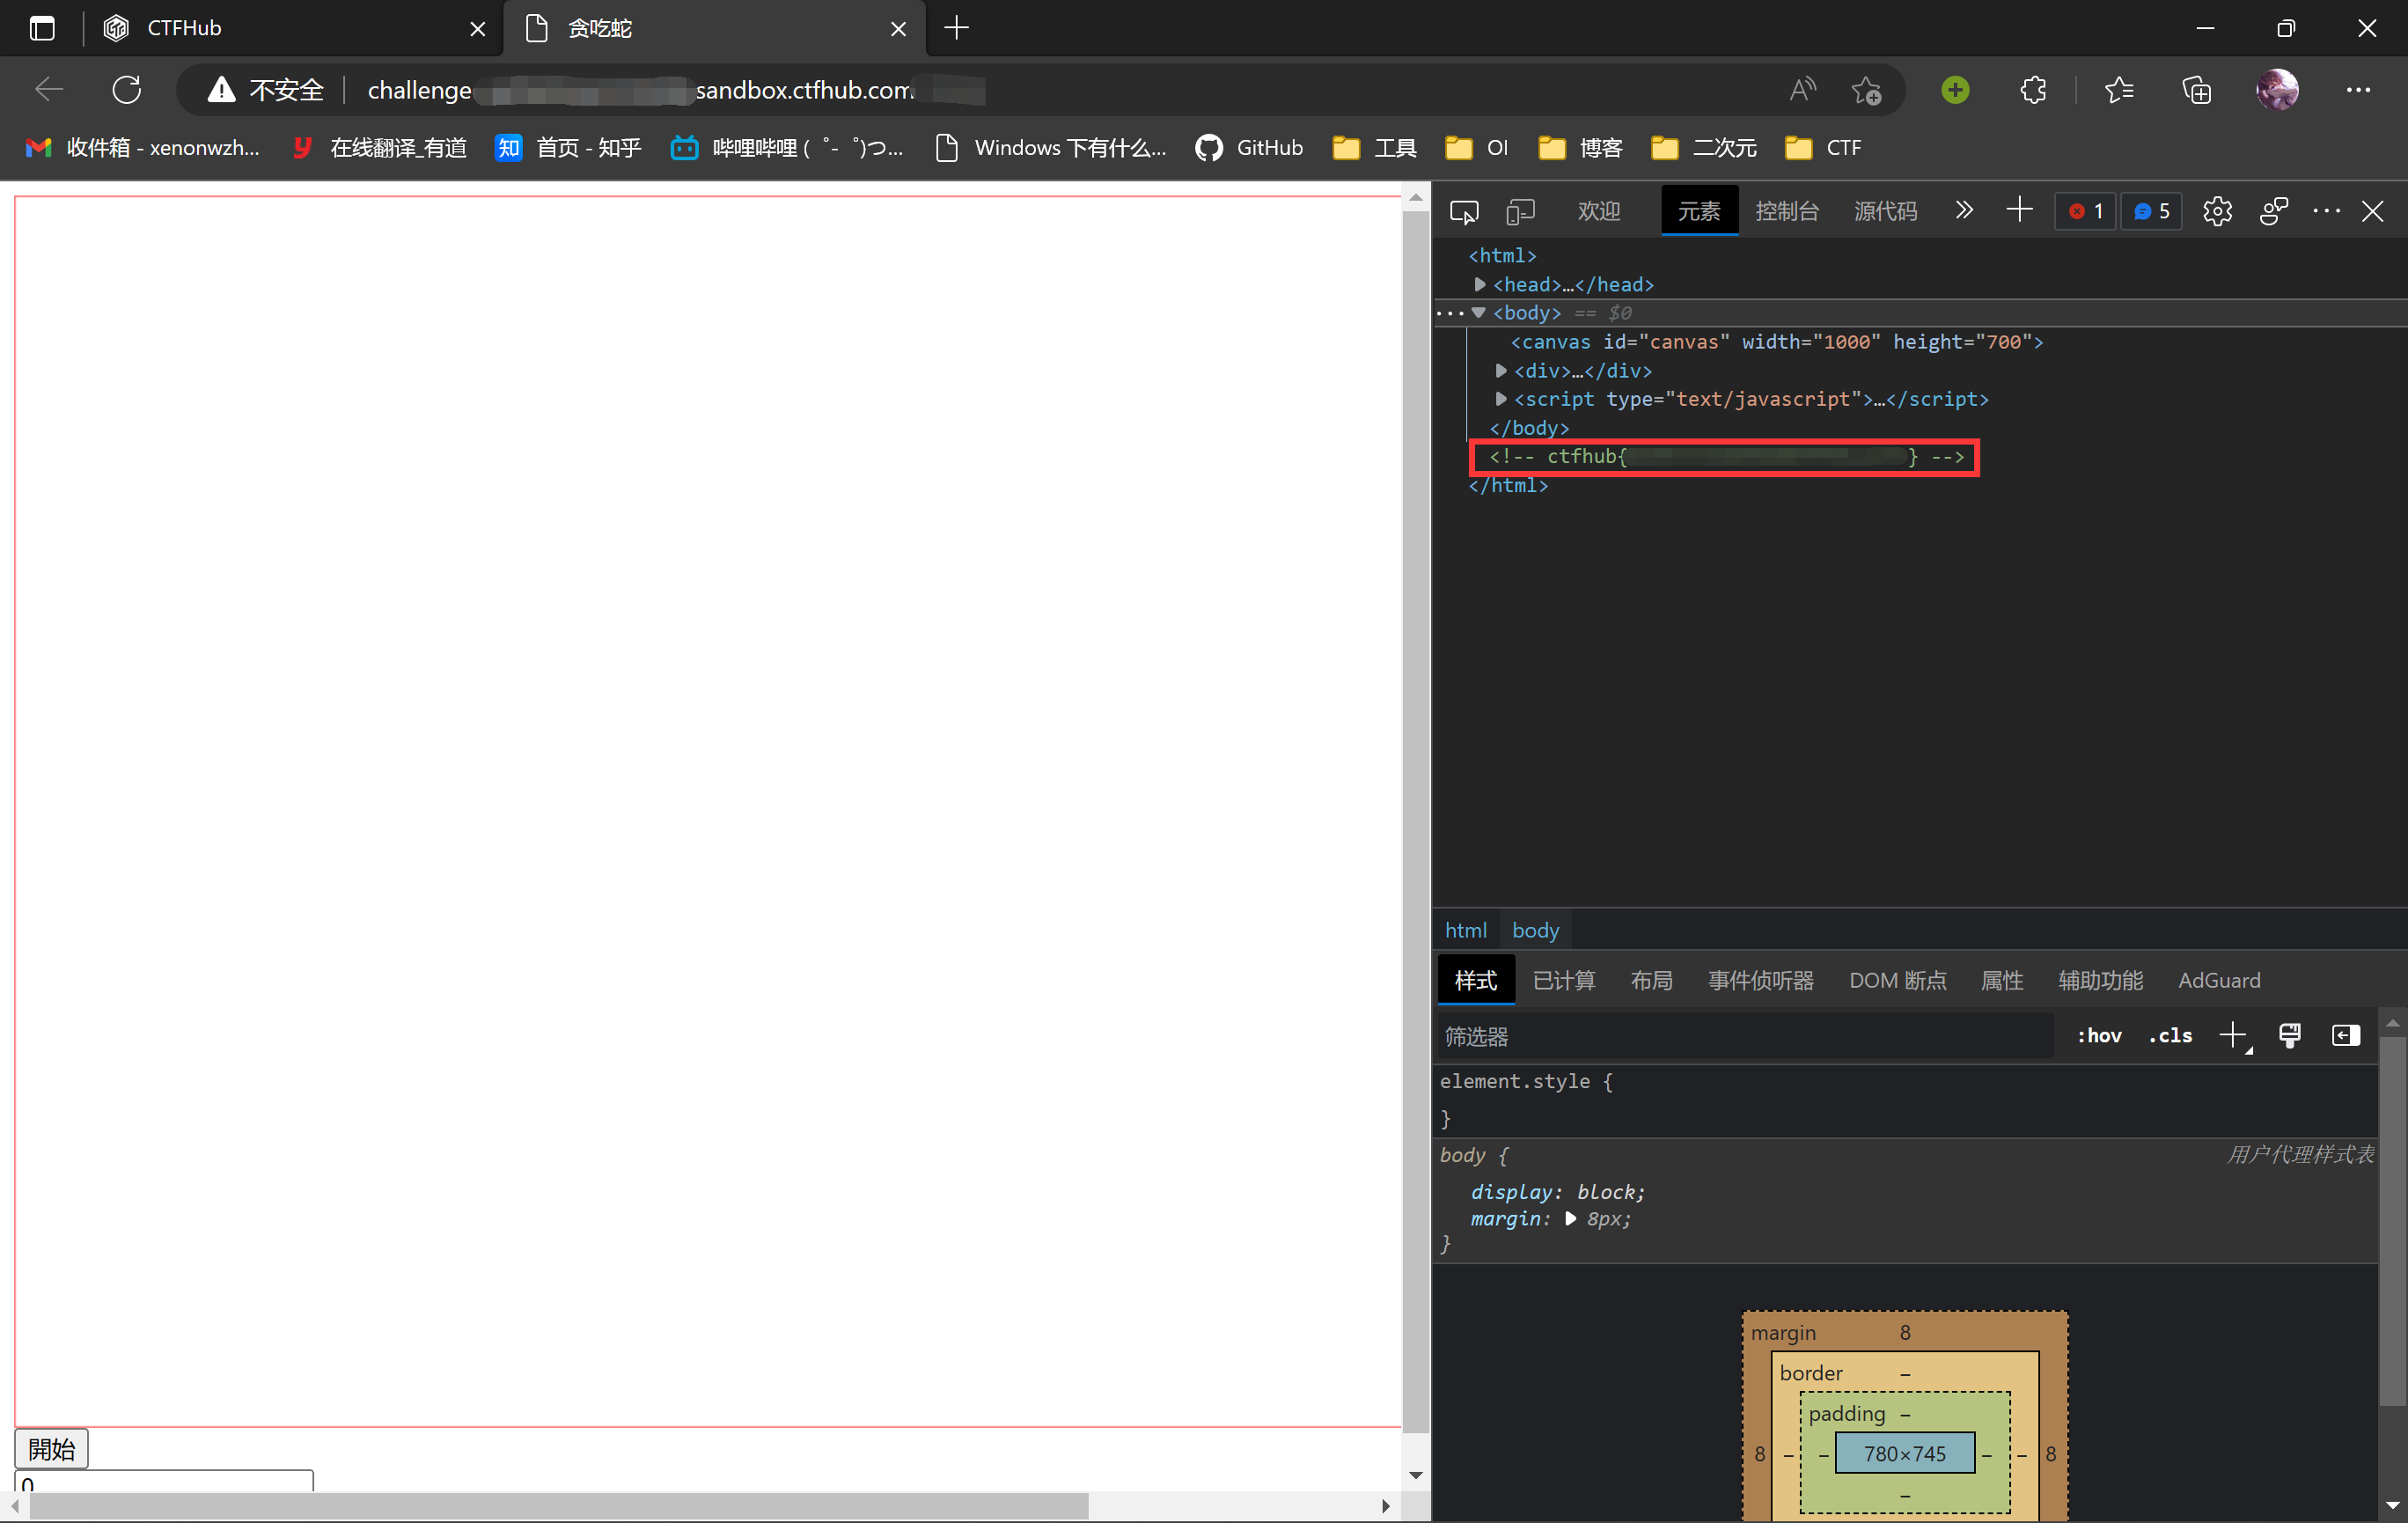 CTFHub
贪吃蛇
不安全
challenge
sandbox.ctfhub.com
收件箱 - xenonwzh...
在线翻译_有道
知 首页 - 知乎
哔哩哔哩 ( ゜- ゜)つ...
Windows 下有什么...
GitHub
工具
OI
博客
二次元
CTF
欢迎
元素
控制台
源代码
1
5
<html>
<head>…</head>
<body> == $0
<canvas id="canvas" width="1000" height="700">
<div>…</div>
<script type="text/javascript">…</script>
</body>
<!-- ctfhub{ } -->
</html>
html body
样式 已计算 布局 事件侦听器 DOM 断点 属性 辅助功能 AdGuard
筛选器 :hov .cls
element.style {
}
body { 用户代理样式表
display: block;
margin: 8px;
}
margin 8
border –
padding –
8 – – 780×745 – – 8
–
開始
0